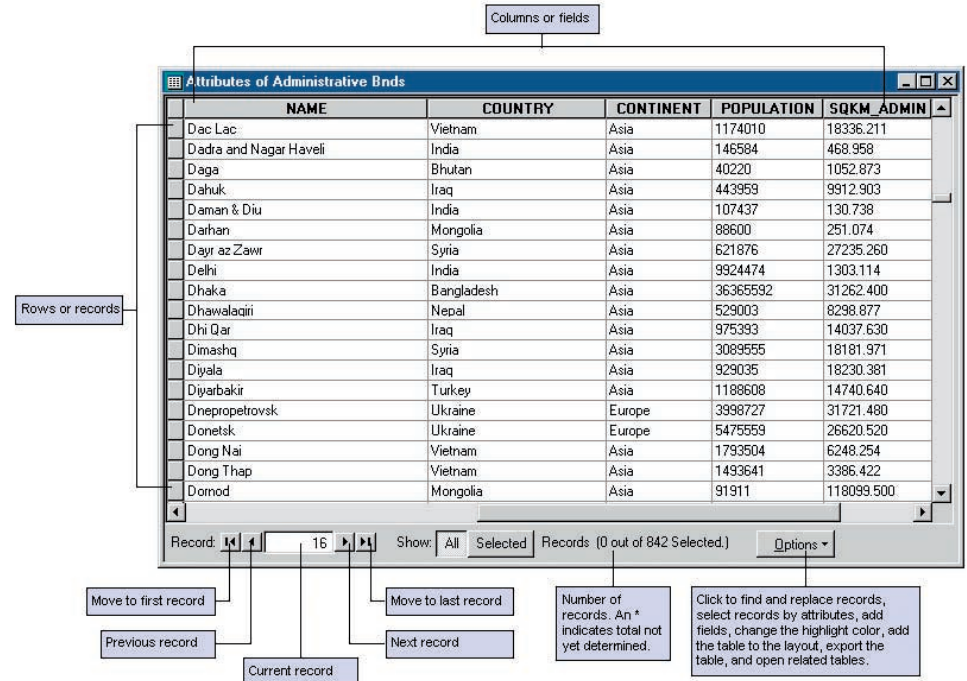 Columns or fields
Attributes of Administrative Bnds
NAME COUNTRY CONTINENT POPULATION SQKM_ADMIN
Dac Lac Vietnam Asia 1174010 18336.211
Dadra and Nagar Haveli India Asia 146584 468.958
Daga Bhutan Asia 40220 1052.873
Dahuk Iraq Asia 443959 9912.903
Daman & Diu India Asia 107437 130.738
Darhan Mongolia Asia 88600 251.074
Dayr az Zawr Syria Asia 621876 27235.260
Delhi India Asia 9924474 1303.114
Dhaka Bangladesh Asia 36365592 31262.400
Dhawalagiri Nepal Asia 529003 8298.877
Dhi Qar Iraq Asia 975393 14037.630
Dimashq Syria Asia 3089555 18181.971
Diyala Iraq Asia 929035 18230.381
Diyarbakir Turkey Asia 1188608 14740.640
Dnepropetrovsk Ukraine Europe 3998727 31721.480
Donetsk Ukraine Europe 5475559 26620.520
Dong Nai Vietnam Asia 1793504 6248.254
Dong Thap Vietnam Asia 1493641 3386.422
Dornod Mongolia Asia 91911 118099.500
Rows or records
Record: 16 Show: All Selected Records (0 out of 842 Selected.) Options
Move to first record
Previous record
Current record
Move to last record
Next record
Number of
records. An *
indicates total not
yet determined.
Click to find and replace records,
select records by attributes, add
fields, change the highlight color, add
the table to the layout, export the
table, and open related tables.